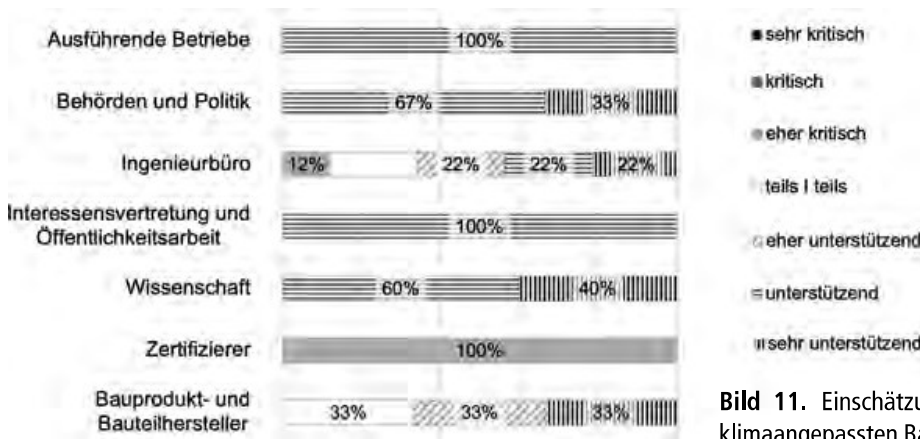 Ausführende Betriebe
100%
Behörden und Politik
67%
33%
Ingenieurbüro
12%
22%
22%
22%
Interessensvertretung und
Öffentlichkeitsarbeit
100%
Wissenschaft
60%
40%
Zertifizierer
100%
Bauprodukt- und
Bauteilhersteller
33%
33%
33%
sehr kritisch
kritisch
eher kritisch
teils I teils
eher unterstützend
unterstützend
sehr unterstützend
Bild 11. Einschätzu
klimaangepassten Ba